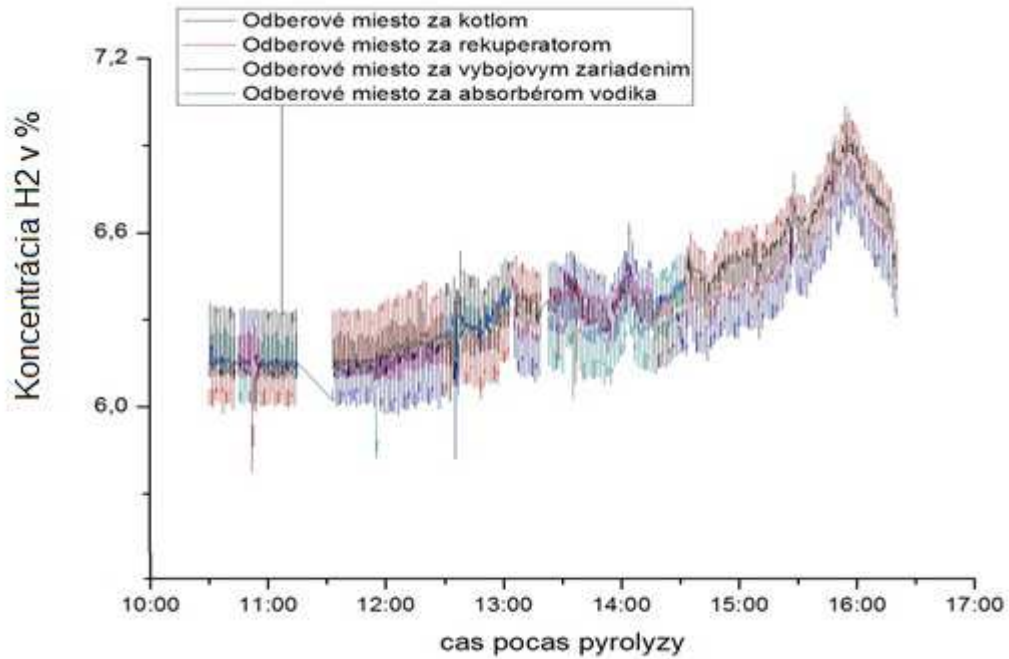 Odberové miesto za kotlom
Odberové miesto za rekuperatorom
Odberové miesto za vybojovym zariadenim
Odberové miesto za absorbérom vodika
Koncentrácia H2 v %
7,2
6,6
6,0
10:00 11:00 12:00 13:00 14:00 15:00 16:00 17:00
cas pocas pyrolyzy